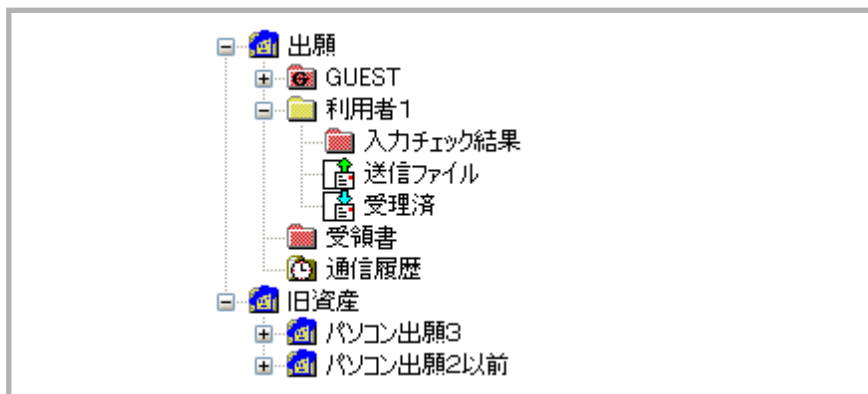 出願
GUEST
利用者1
入力チェック結果
送信ファイル
受理済
受領書
通信履歴
旧資産
パソコン出願3
パソコン出願2以前